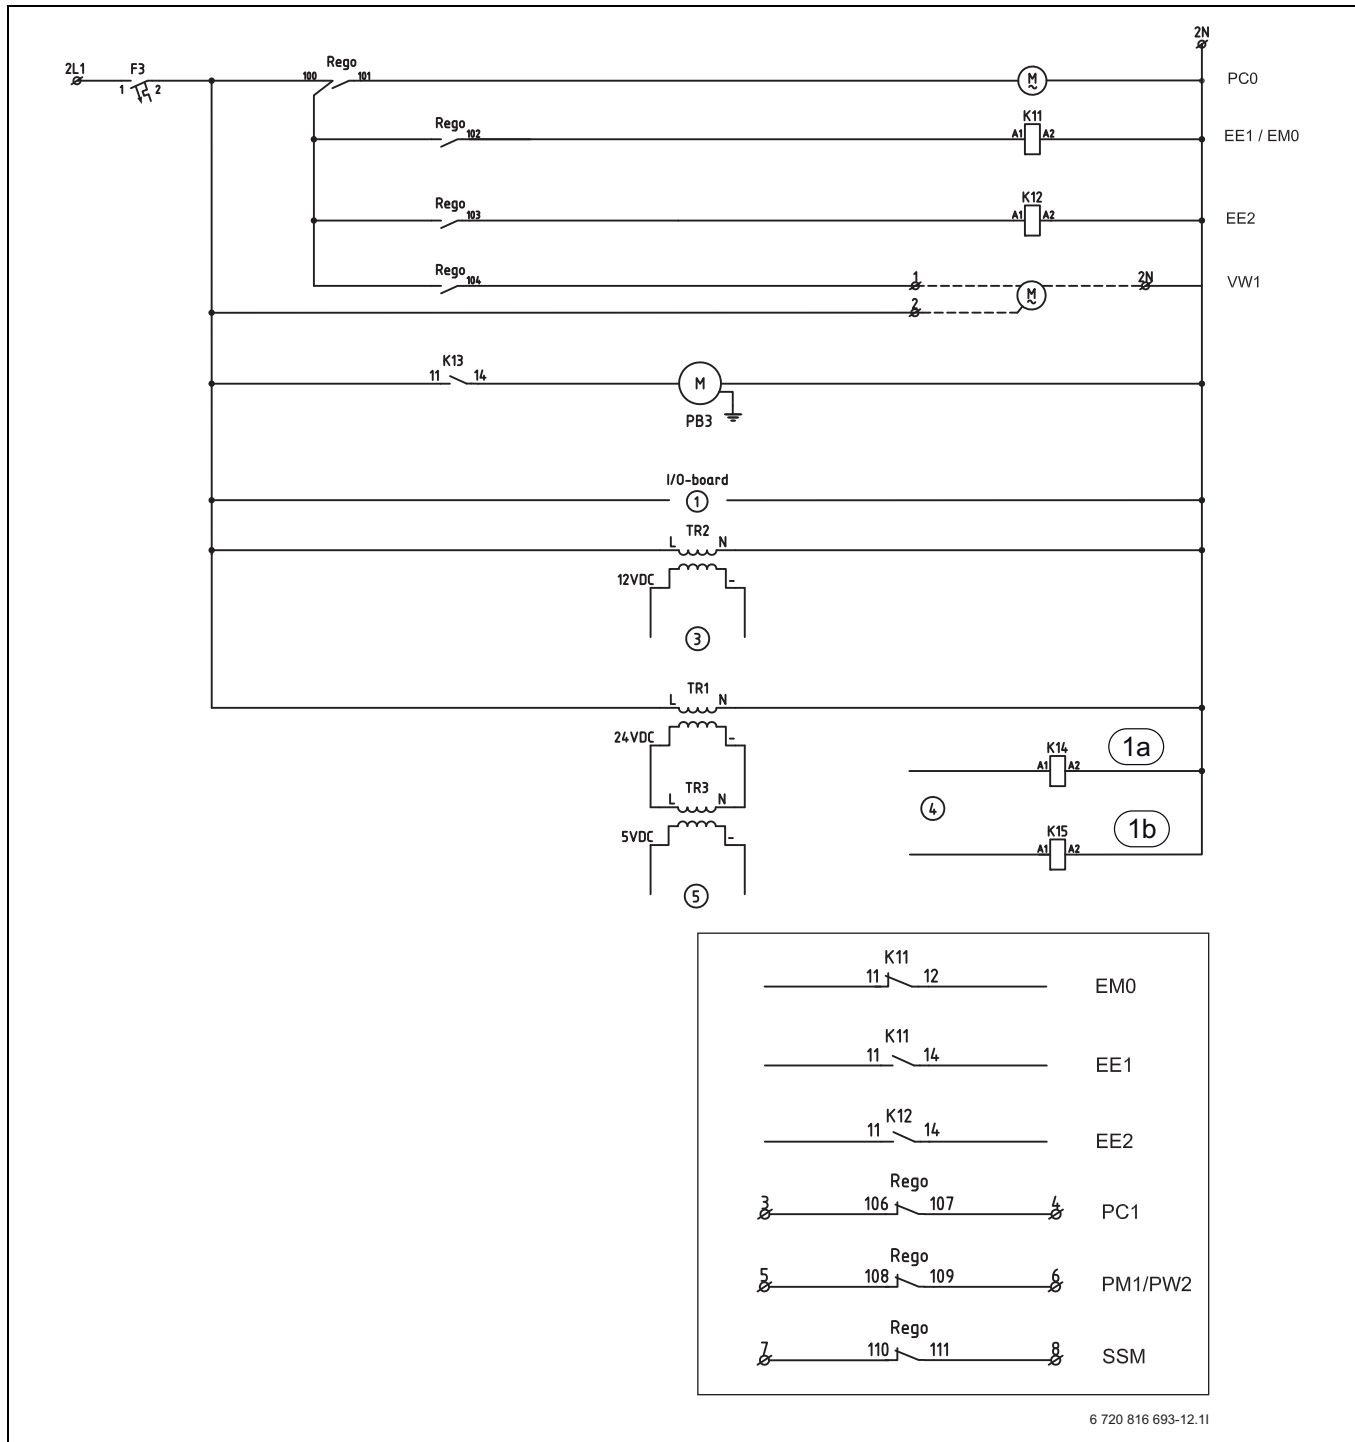 2N
2L1 F3 Rego
1 2 100 101 M ~ PC0
Rego K11
102 A1 A2 EE1 / EM0
Rego K12
103 A1 A2 EE2
Rego 1 2N VW1
104 M ~
2
K13
11 14 M
PB3
I/O-board
1
TR2
L N
12VDC -
3
TR1
L N
24VDC - K14 1a
A1 A2
TR3
L N 4
5VDC - K15 1b
A1 A2
5
K11
11 12 EM0
K11
11 14 EE1
K12
11 14 EE2
Rego
3 106 107 4 PC1
Rego
5 108 109 6 PM1/PW2
Rego
7 110 111 8 SSM
6 720 816 693-12.1I